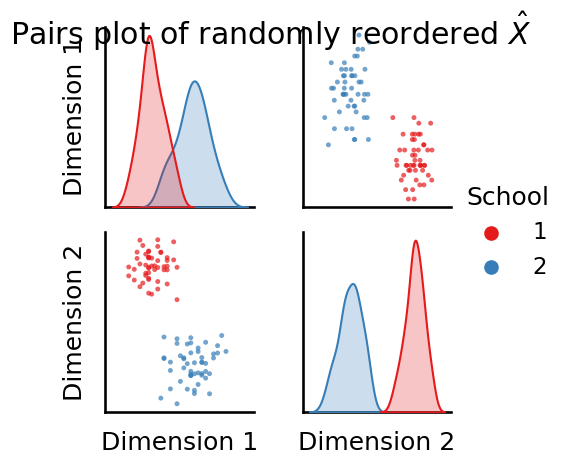 Pairs plot of randomly reordered X̂
Dimension 1
School
1
2
Dimension 2
Dimension 1
Dimension 2